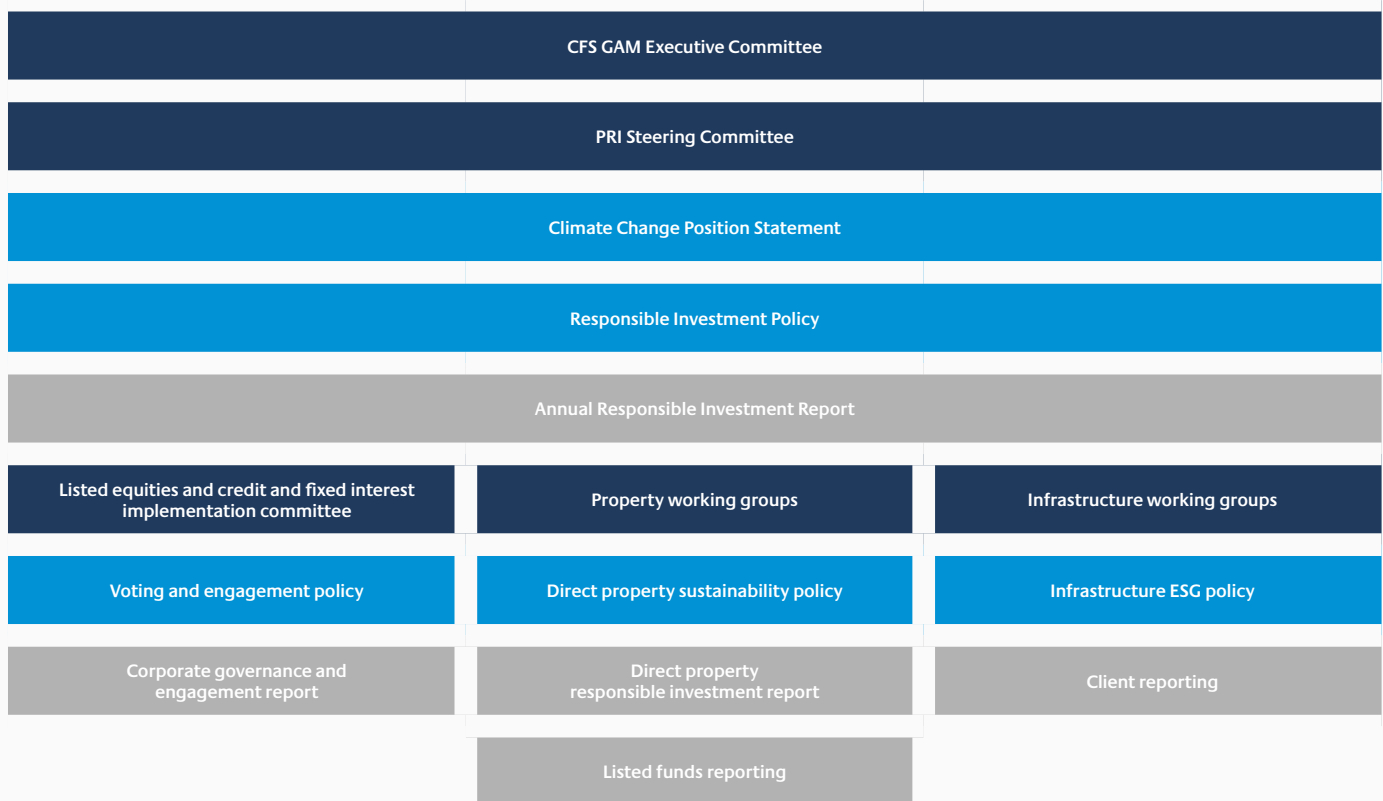 CFS GAM Executive Committee
PRI Steering Committee
Climate Change Position Statement
Responsible Investment Policy
Annual Responsible Investment Report
Listed equities and credit and fixed interest
implementation committee
Property working groups
Infrastructure working groups
Voting and engagement policy
Direct property sustainability policy
Infrastructure ESG policy
Corporate governance and
engagement report
Direct property
responsible investment report
Client reporting
Listed funds reporting